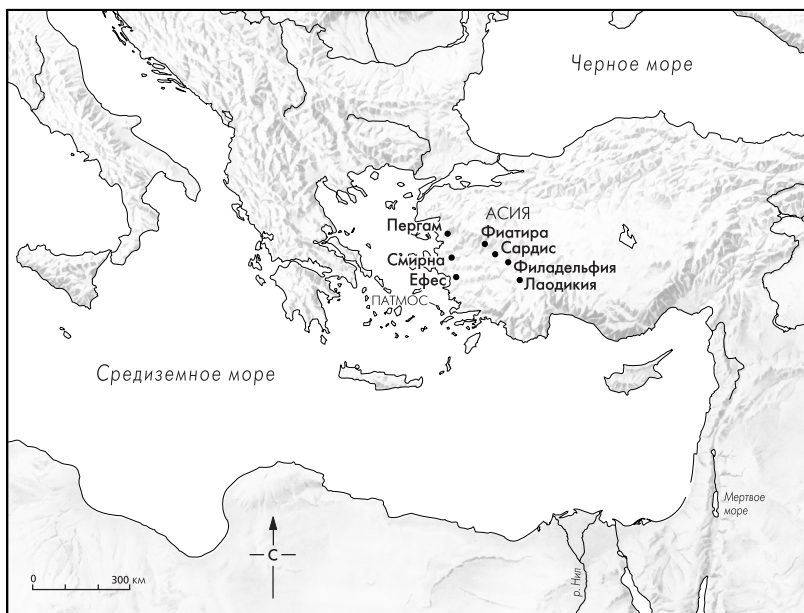 Черное море
АСИЯ
Пергам
Фиатира
Сардис
Смирна
Филадельфия
Ефес
Лаодикия
ПАТМОС
Средиземное море
Мертвое
море
С
0 300 км
р. Нил